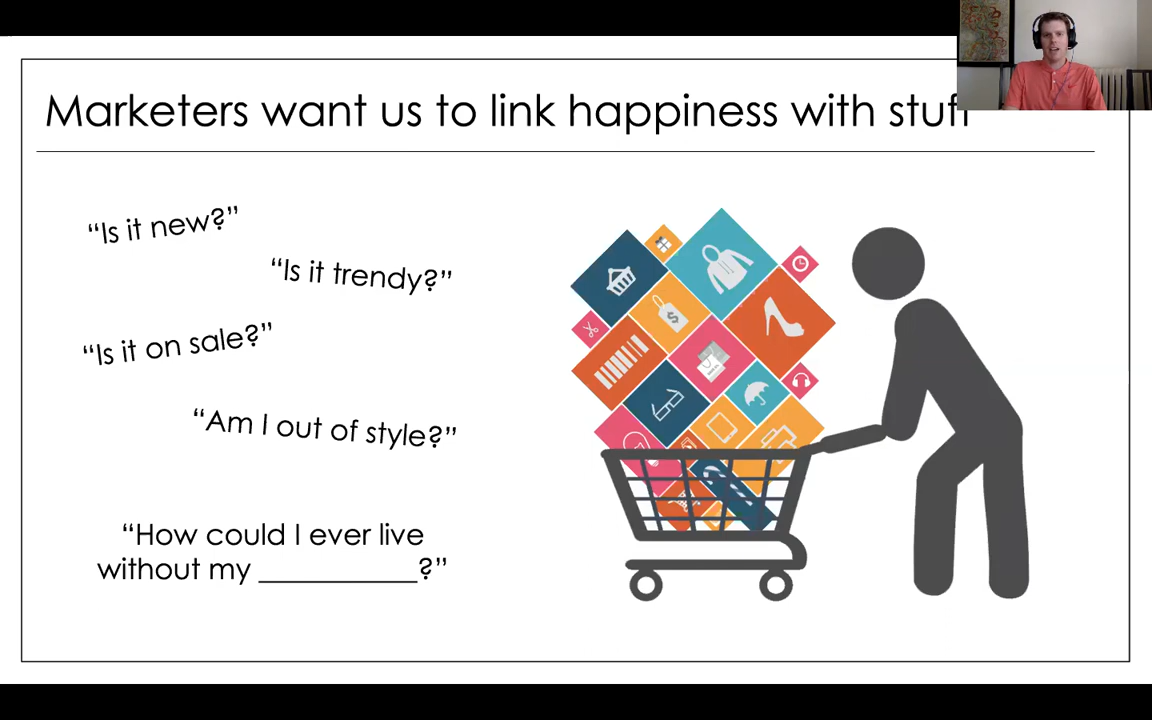 Marketers want us to link happiness with stuff
“Is it new?”
“Is it trendy?”
“Is it on sale?”
“Am I out of style?”
“How could I ever live
without my ___________?”
$